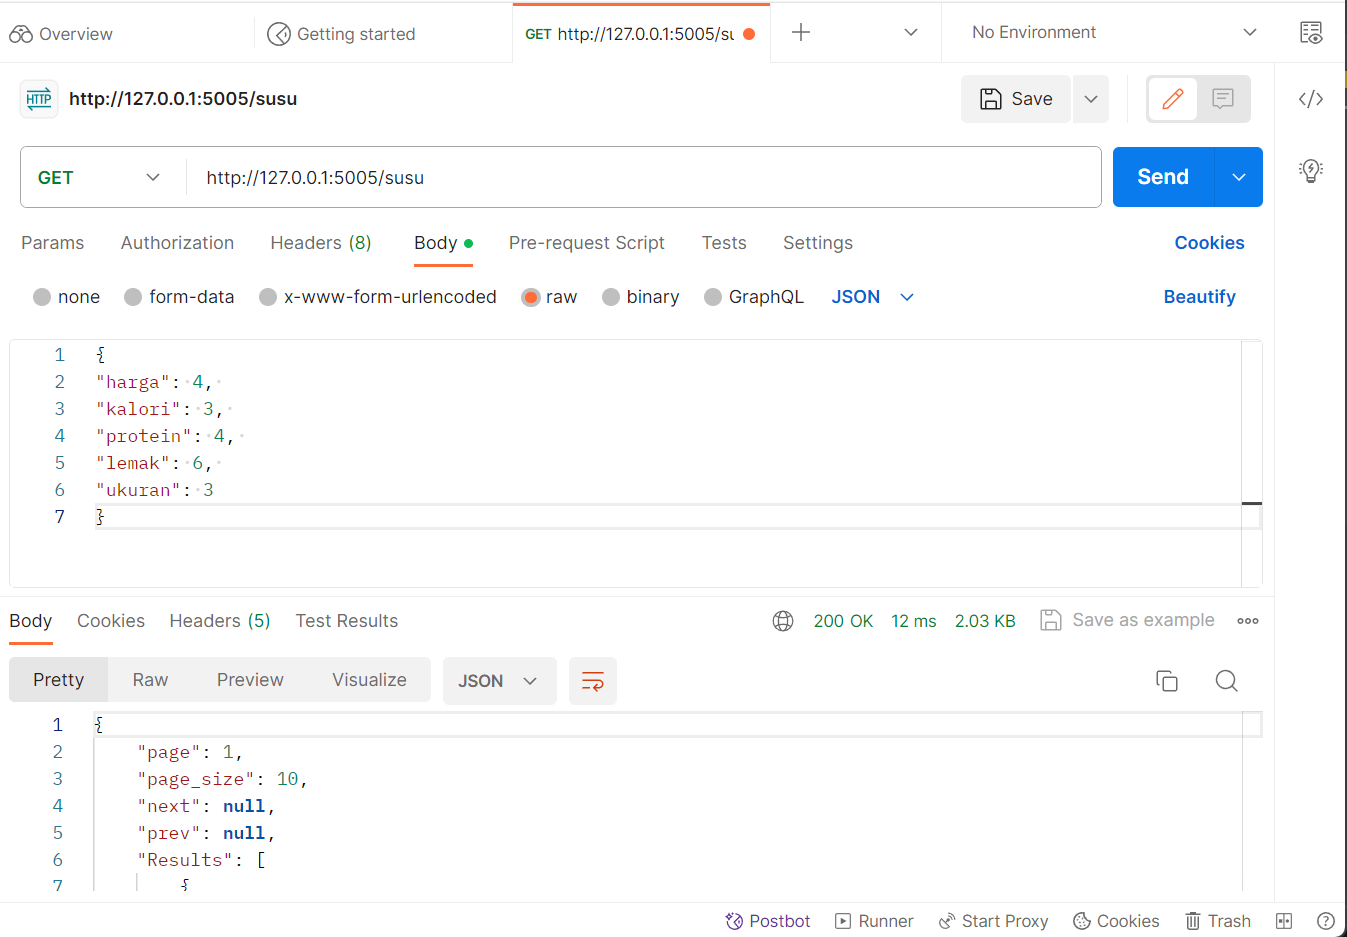 Overview
Getting started
GET http://127.0.0.1:5005/su
No Environment
HTTP
http://127.0.0.1:5005/susu
Save
GET
http://127.0.0.1:5005/susu
Send
Params Authorization Headers (8) Body Pre-request Script Tests Settings Cookies
none form-data x-www-form-urlencoded raw binary GraphQL JSON Beautify
1 {
2 "harga": 4,
3 "kalori": 3,
4 "protein": 4,
5 "lemak": 6,
6 "ukuran": 3
7 }
Body Cookies Headers (5) Test Results 200 OK 12 ms 2.03 KB Save as example
Pretty Raw Preview Visualize JSON
1 {
2 "page": 1,
3 "page_size": 10,
4 "next": null,
5 "prev": null,
6 "Results": [
7 {
Postbot Runner Start Proxy Cookies Trash